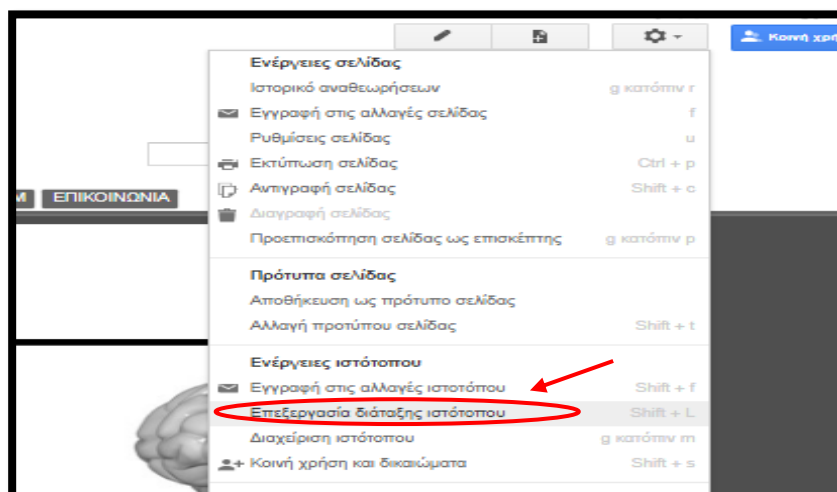 Κοινή χρή
Ενέργειες σελίδας
Ιστορικό αναθεωρήσεων g κατόπιν r
Εγγραφή στις αλλαγές σελίδας f
Ρυθμίσεις σελίδας u
Εκτύπωση σελίδας Ctrl + p
Αντιγραφή σελίδας Shift + c
Μ ΕΠΙΚΟΙΝΩΝΙΑ
Διαγραφή σελίδας
Προεπισκόπηση σελίδας ως επισκέπτης g κατόπιν p
Πρότυπα σελίδας
Αποθήκευση ως πρότυπο σελίδας
Αλλαγή προτύπου σελίδας Shift + t
Ενέργειες ιστότοπου
Εγγραφή στις αλλαγές ιστοτόπου Shift + f
Επεξεργασία διάταξης ιστότοπου Shift + L
Διαχείριση ιστότοπου g κατόπιν m
Κοινή χρήση και δικαιώματα Shift + s